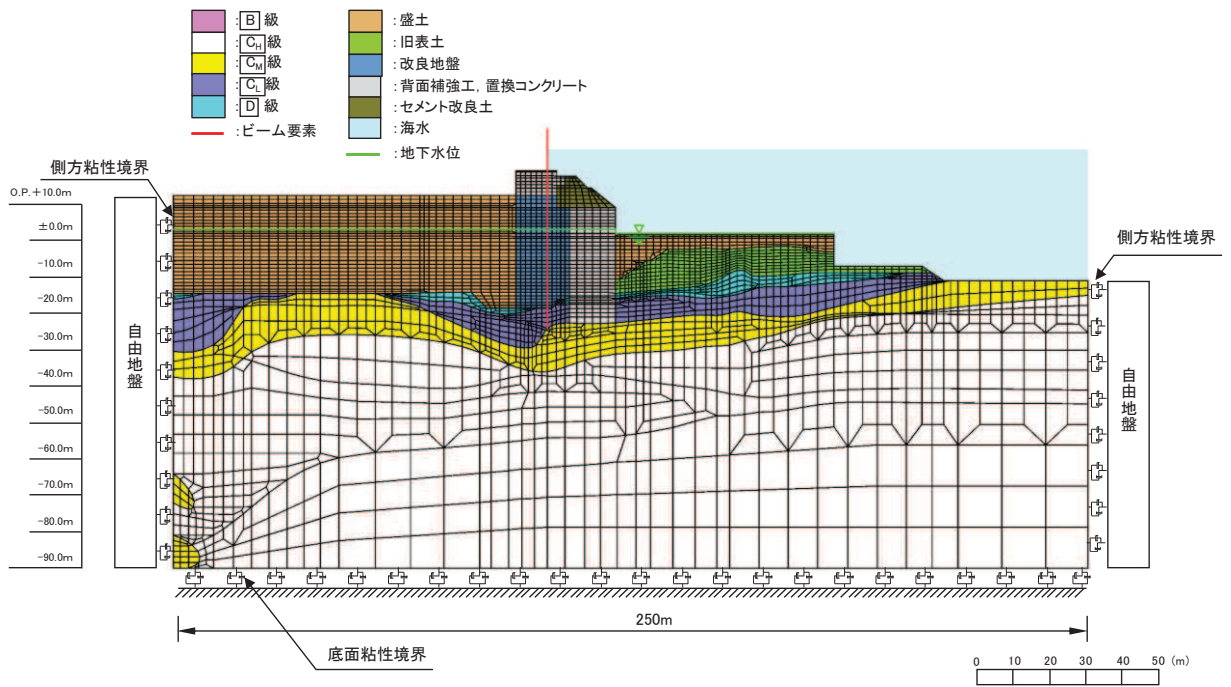 :B 級
:CH 級
:CM 級
:CL 級
:D 級
:ビーム要素
:盛土
:旧表土
:改良地盤
:背面補強工, 置換コンクリート
:セメント改良土
:海水
:地下水位
側方粘性境界
O.P.+10.0m
±0.0m
-10.0m
-20.0m
-30.0m
-40.0m
-50.0m
-60.0m
-70.0m
-80.0m
-90.0m
自由地盤
側方粘性境界
自由地盤
250m
底面粘性境界
0 10 20 30 40 50 (m)